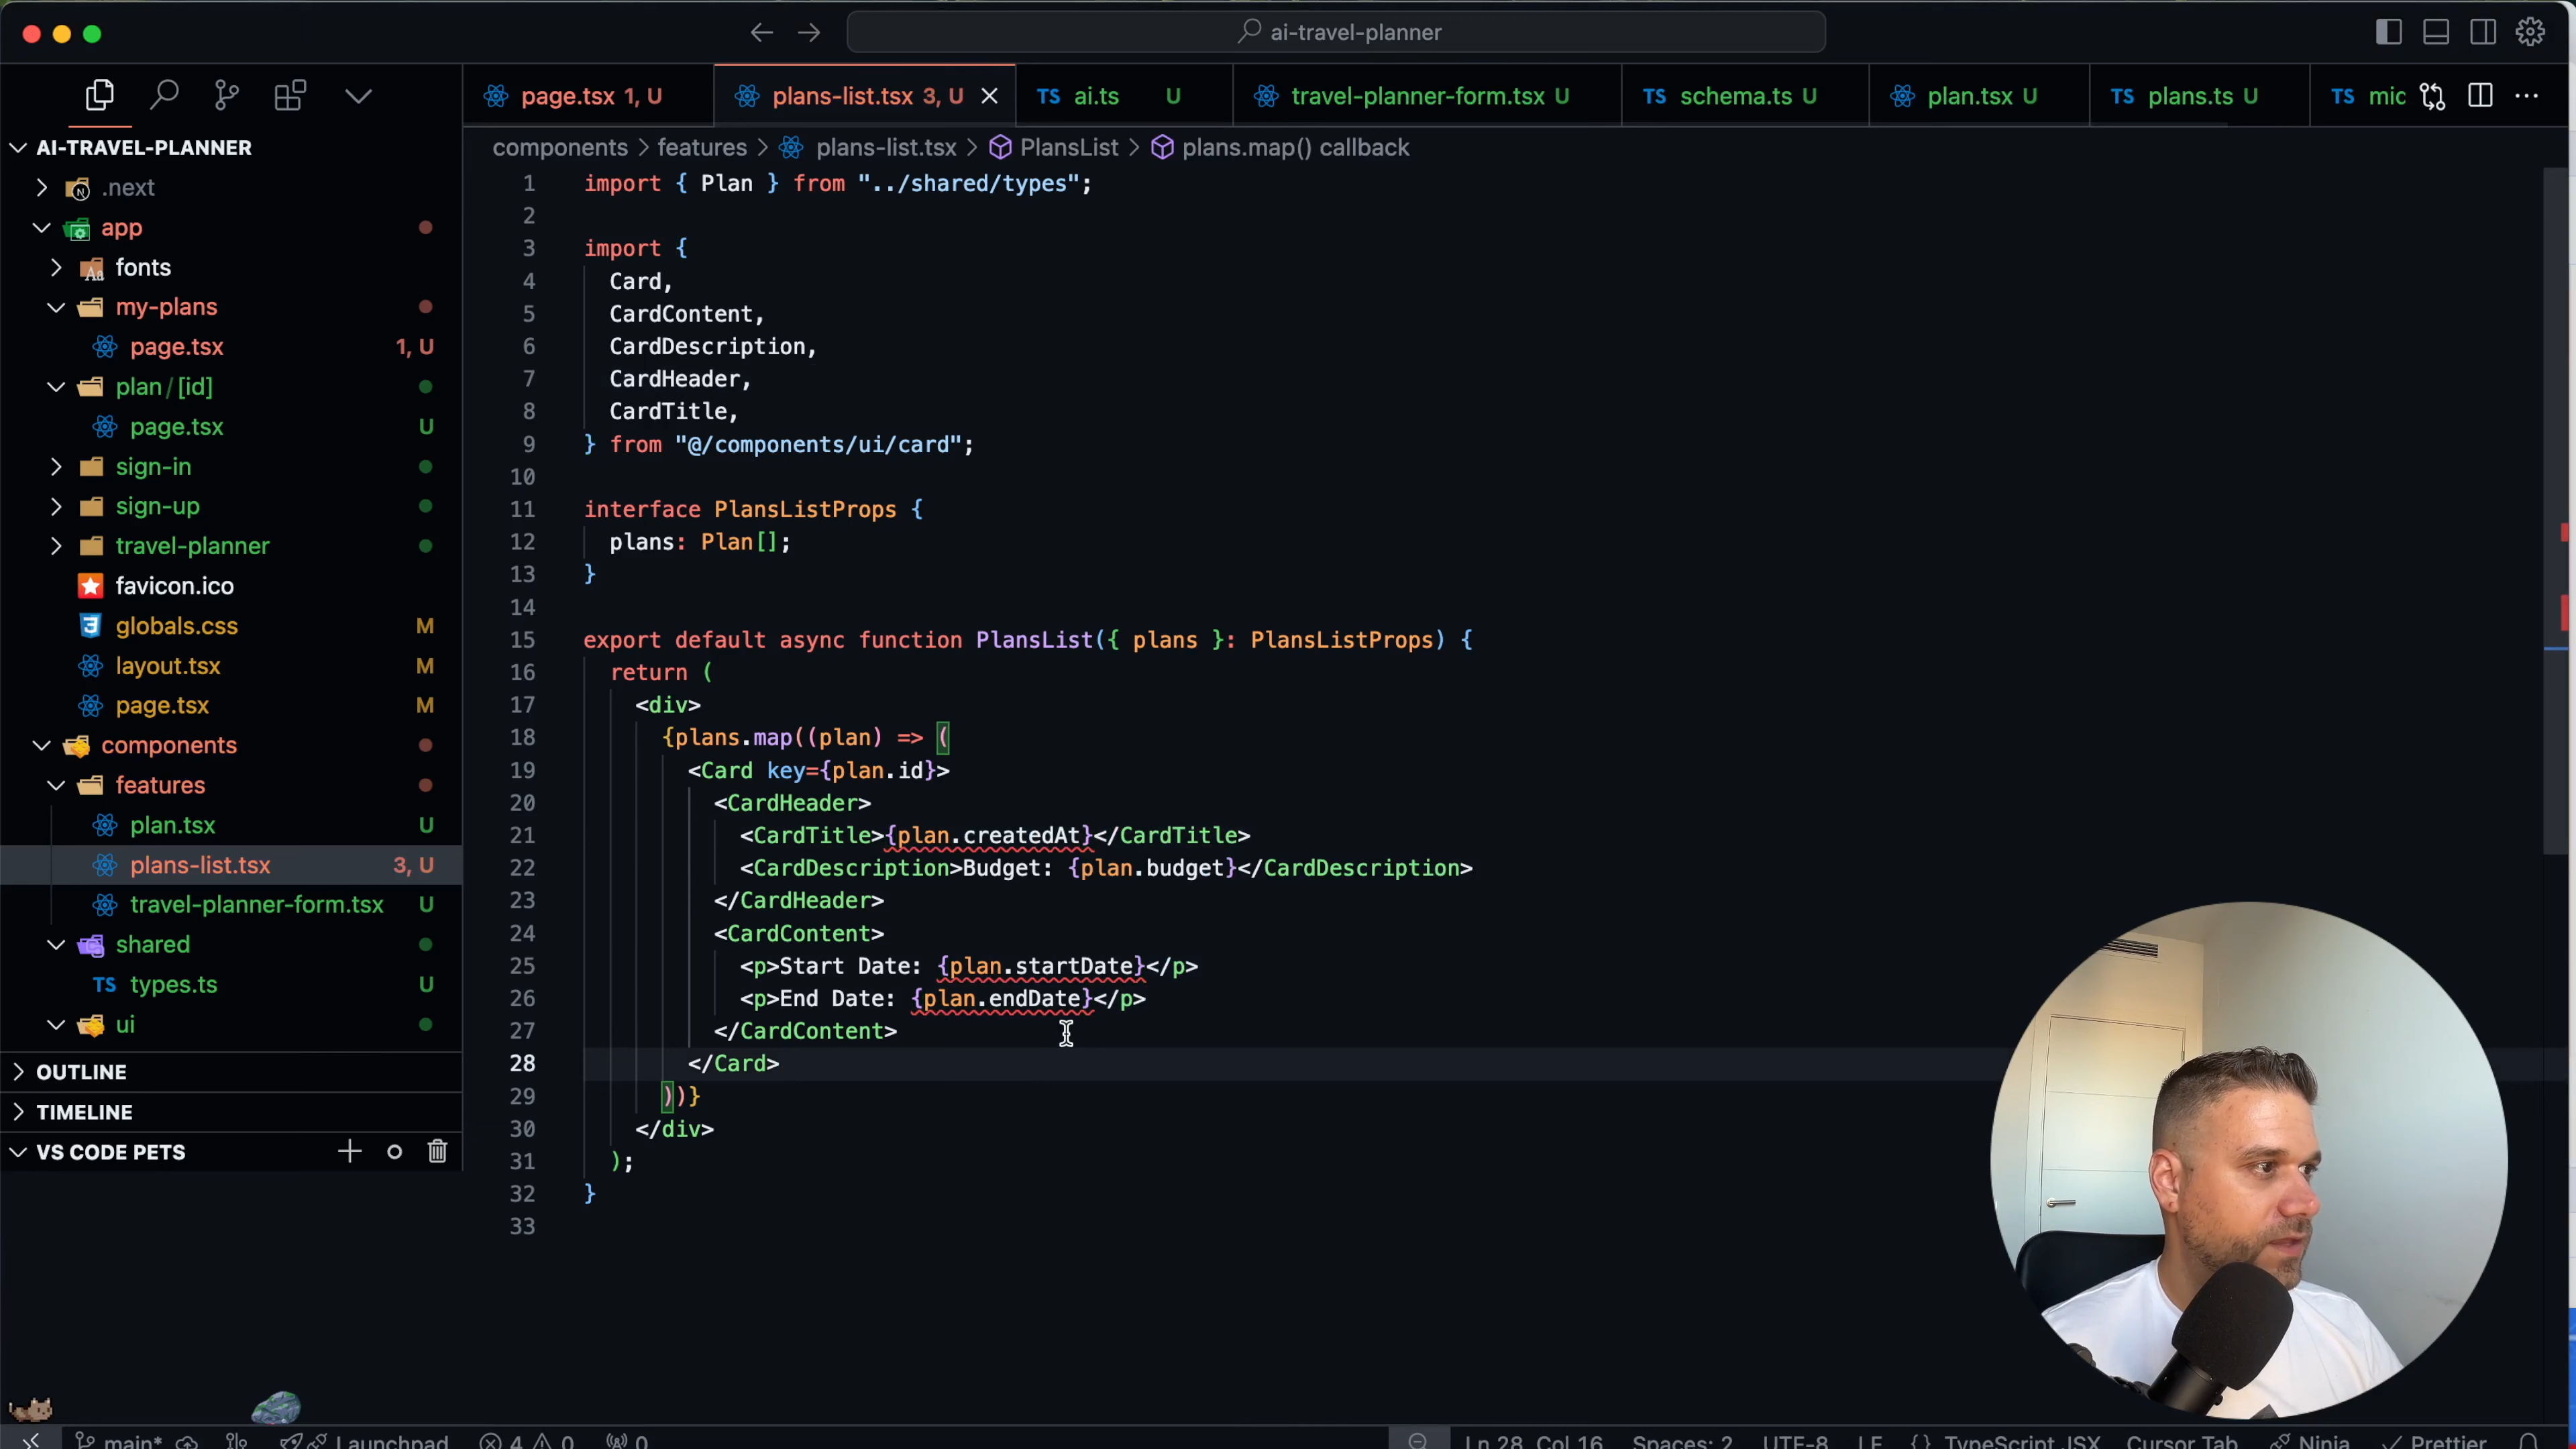 ai-travel-planner
page.tsx 1, U
plans-list.tsx 3, U
TS ai.ts U
travel-planner-form.tsx U
TS schema.ts U
plan.tsx U
TS plans.ts U
TS mic
AI-TRAVEL-PLANNER
.next
app
fonts
my-plans
page.tsx 1, U
plan/[id]
page.tsx U
sign-in
sign-up
travel-planner
favicon.ico
globals.css M
layout.tsx M
page.tsx M
components
features
plan.tsx U
plans-list.tsx 3, U
travel-planner-form.tsx U
shared
TS types.ts U
ui
OUTLINE
TIMELINE
VS CODE PETS
components > features > plans-list.tsx > PlansList > plans.map() callback
1 import { Plan } from "../shared/types";
2
3 import {
4 Card,
5 CardContent,
6 CardDescription,
7 CardHeader,
8 CardTitle,
9 } from "@/components/ui/card";
10
11 interface PlansListProps {
12 plans: Plan[];
13 }
14
15 export default async function PlansList({ plans }: PlansListProps) {
16 return (
17 <div>
18 {plans.map((plan) => (
19 <Card key={plan.id}>
20 <CardHeader>
21 <CardTitle>{plan.createdAt}</CardTitle>
22 <CardDescription>Budget: {plan.budget}</CardDescription>
23 </CardHeader>
24 <CardContent>
25 <p>Start Date: {plan.startDate}</p>
26 <p>End Date: {plan.endDate}</p>
27 </CardContent>
28 </Card>
29 ))}
30 </div>
31 );
32 }
33
main* Launchpad 4 0 0 Ln 28, Col 16 Spaces: 2 UTF-8 LF {} TypeScript JSX Cursor Tab Ninja Prettier